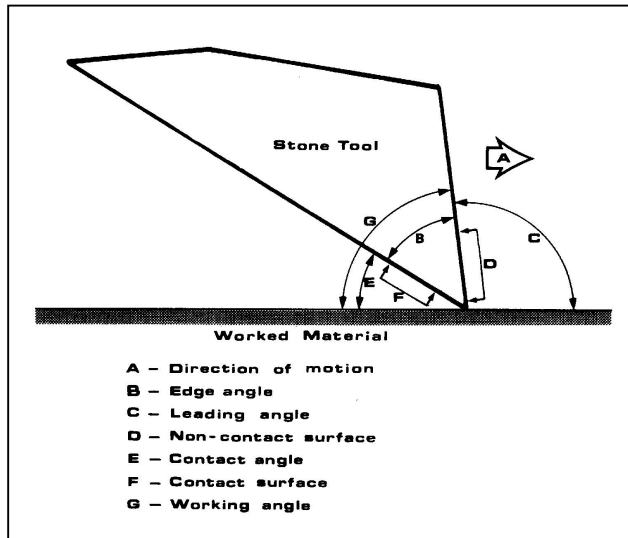 Stone Tool
A
G
B
C
D
E
F
Worked Material
A – Direction of motion
B – Edge angle
C – Leading angle
D – Non-contact surface
E – Contact angle
F – Contact surface
G – Working angle